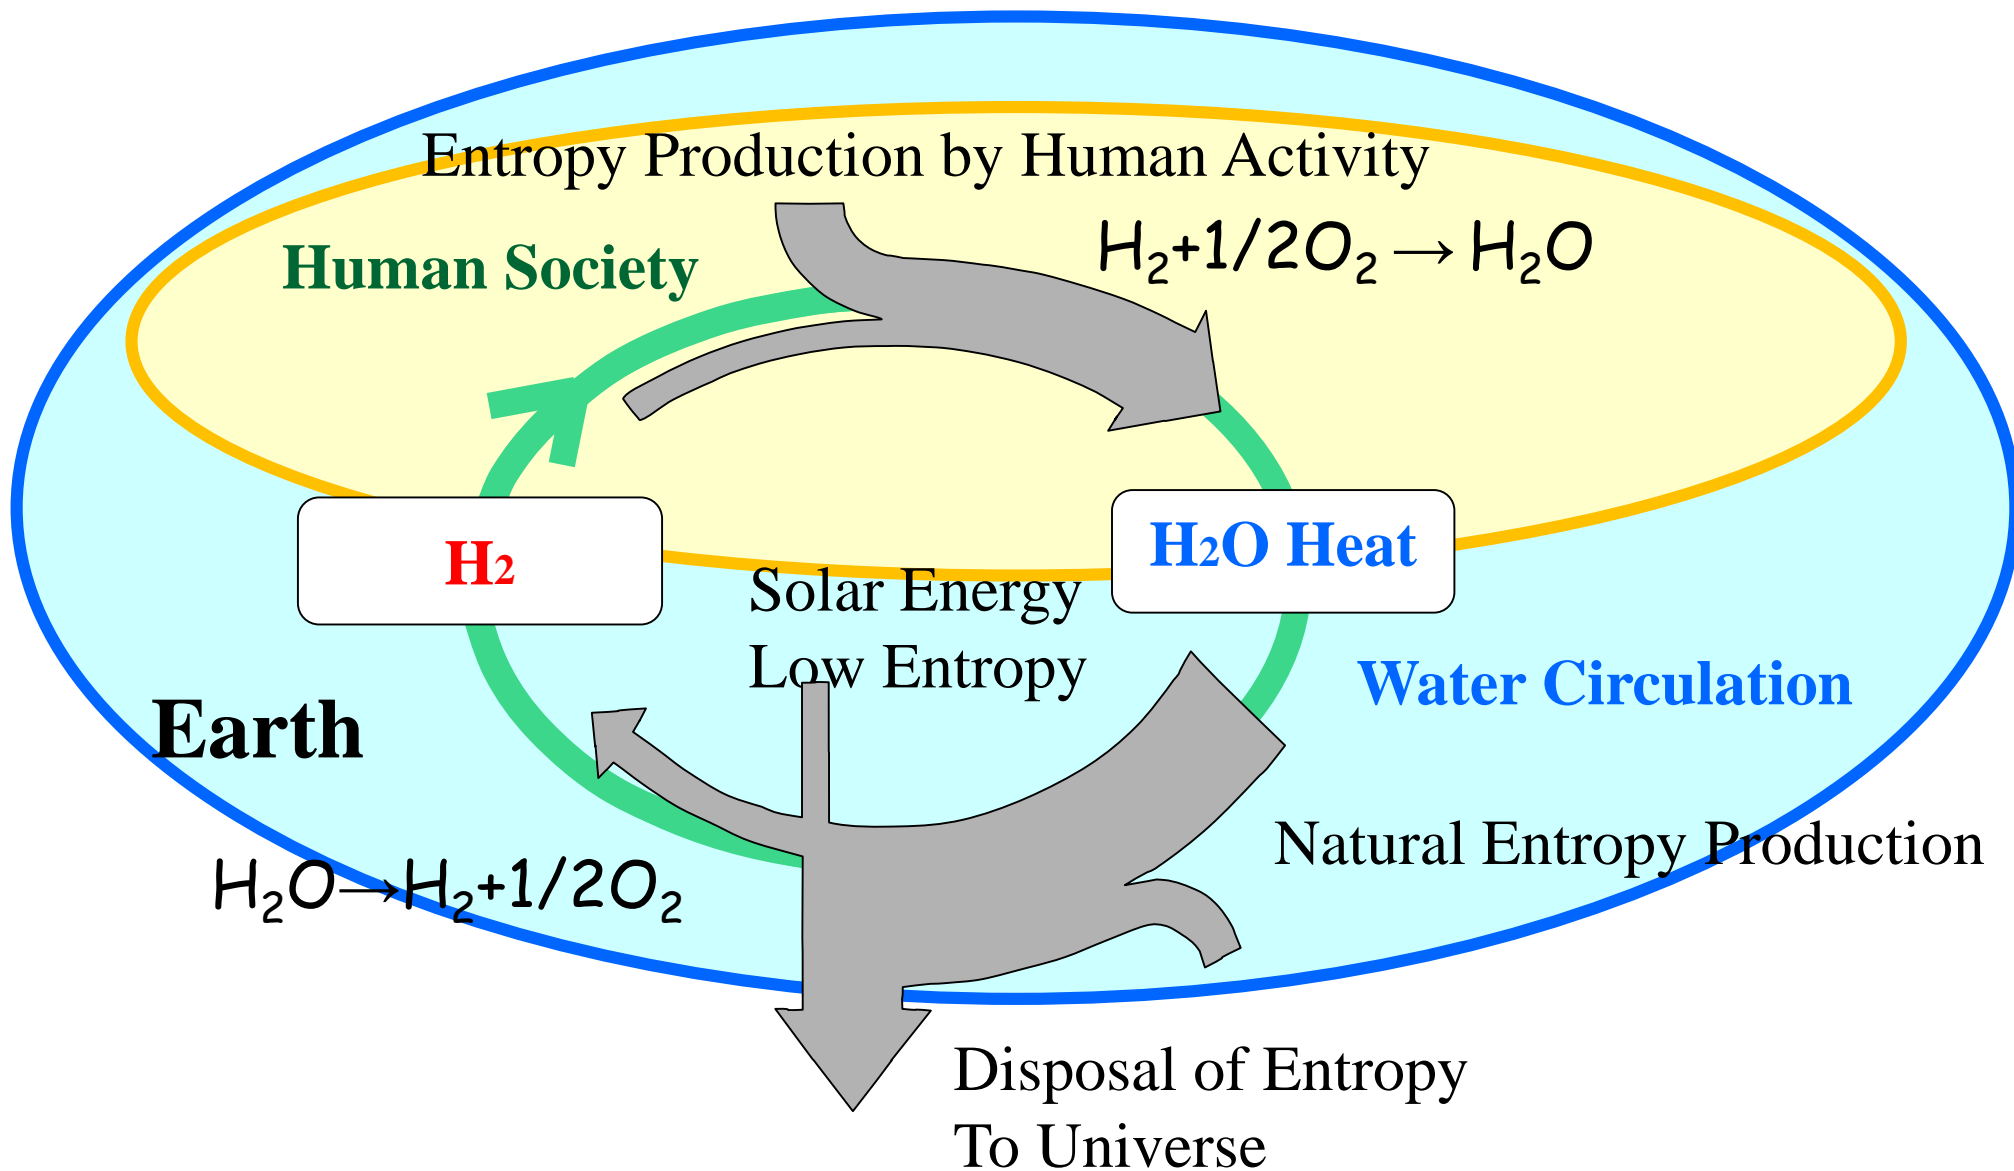 Entropy Production by Human Activity
H₂+1/2O₂ → H₂O
Human Society
H₂
H₂O Heat
Solar Energy
Low Entropy
Water Circulation
Earth
Natural Entropy Production
H₂O→H₂+1/2O₂
Disposal of Entropy
To Universe